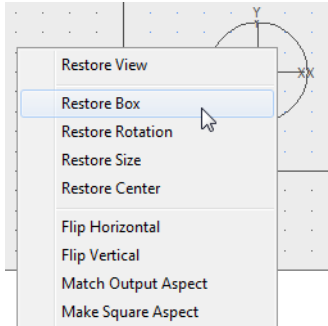 Y
XX
Restore View
Restore Box
Restore Rotation
Restore Size
Restore Center
Flip Horizontal
Flip Vertical
Match Output Aspect
Make Square Aspect